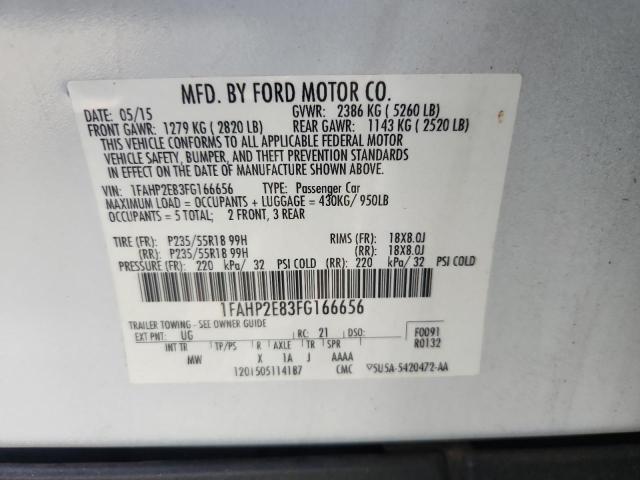 MFD. BY FORD MOTOR CO.
DATE: 05/15 GVWR: 2386 KG ( 5260 LB)
FRONT GAWR: 1279 KG ( 2820 LB) REAR GAWR: 1143 KG ( 2520 LB)
THIS VEHICLE CONFORMS TO ALL APPLICABLE FEDERAL MOTOR
VEHICLE SAFETY, BUMPER, AND THEFT PREVENTION STANDARDS
IN EFFECT ON THE DATE OF MANUFACTURE SHOWN ABOVE.
VIN: 1FAHP2E83FG166656 TYPE: Passenger Car
MAXIMUM LOAD = OCCUPANTS + LUGGAGE = 430KG/ 950LB
OCCUPANTS = 5 TOTAL: 2 FRONT, 3 REAR
TIRE (FR): P235/55R18 99H RIMS (FR): 18X8.0J
(RR): P235/55R18 99H (RR): 18X8.0J
PRESSURE (FR): 220 kPa/ 32 PSI COLD (RR): 220 kPa/ 32 PSI COLD
1FAHP2E83FG166656
TRAILER TOWING - SEE OWNER GUIDE
EXT PNT: UG RC: 21 DSO: F0091
R0132
INT TR TP/PS R AXLE TR SPR
MW X 1A J AAAA
12015051141B7 CMC ▽5U5A-5420472-AA